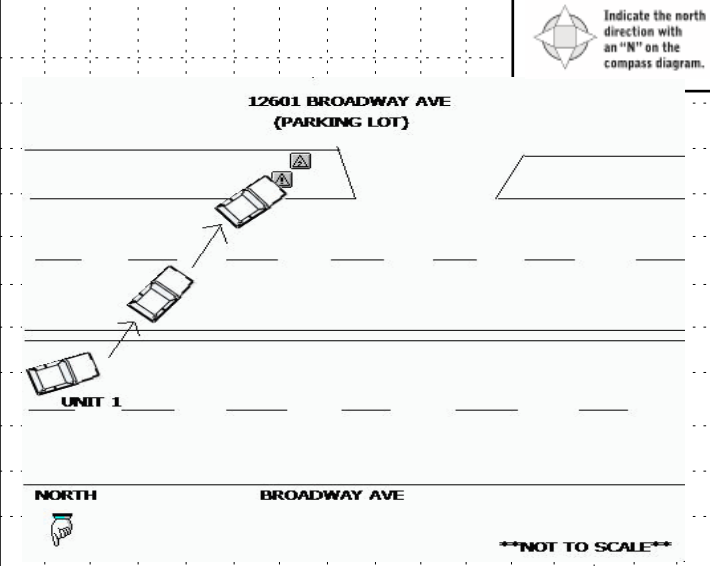 Indicate the north
direction with
an "N" on the
compass diagram.
12601 BROADWAY AVE
(PARKING LOT)
UNIT 1
NORTH
BROADWAY AVE
**NOT TO SCALE**